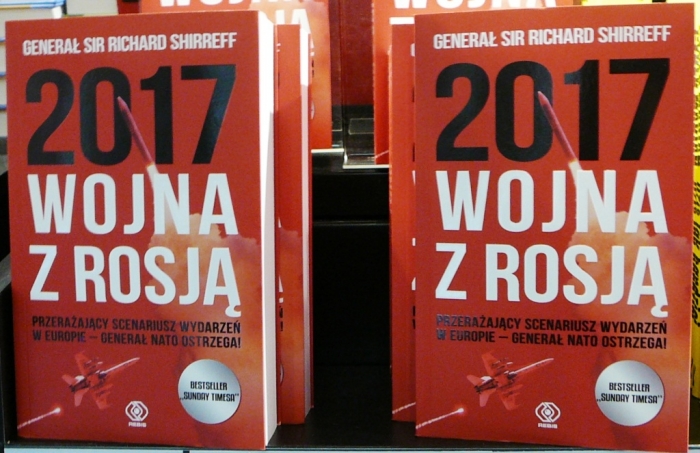 WOJNA
GENERAŁ SIR RICHARD SHIRREFF
2017
WOJNA
Z ROSJĄ
PRZERAŻAJĄCY SCENARIUSZ WYDARZEŃ
W EUROPIE – GENERAŁ NATO OSTRZEGA!
BESTSELLER
„SUNDAY TIMESA”
REBIS
GENERAŁ SIR RICHARD SHIRREFF
2017
WOJNA
Z ROSJĄ
PRZERAŻAJĄCY SCENARIUSZ WYDARZEŃ
W EUROPIE – GENERAŁ NATO OSTRZEGA!
BESTSELLER
„SUNDAY TIMESA”
REBIS